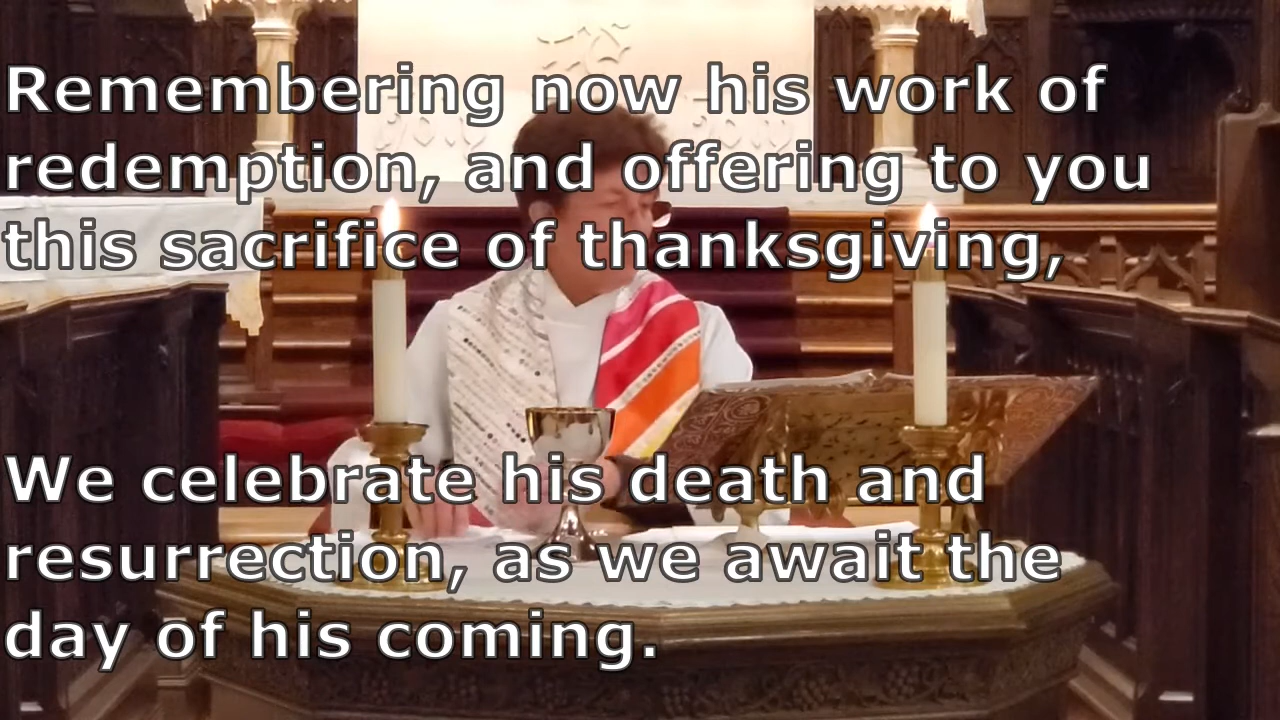 Remembering now his work of
redemption, and offering to you
this sacrifice of thanksgiving,
We celebrate his death and
resurrection, as we await the
day of his coming.